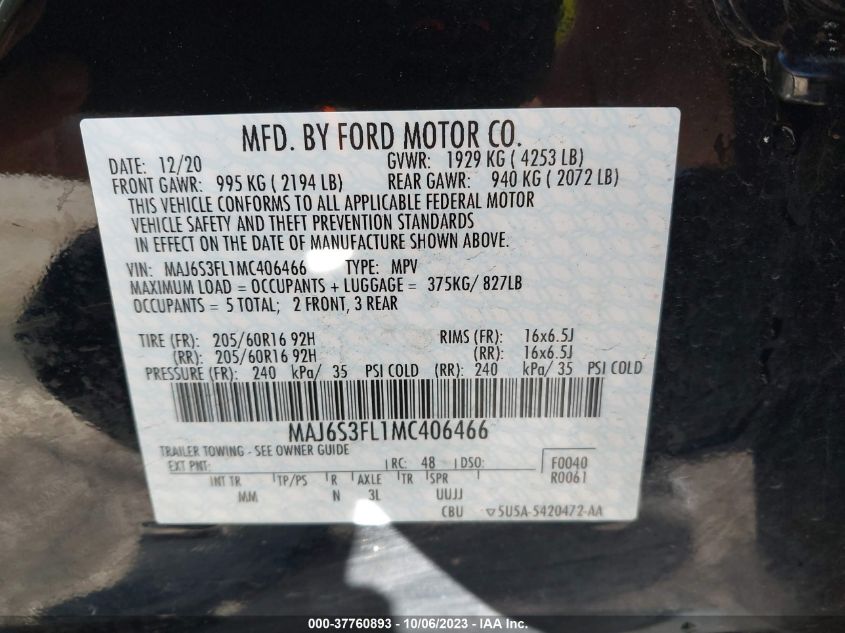 MFD. BY FORD MOTOR CO.
DATE: 12/20 GVWR: 1929 KG ( 4253 LB)
FRONT GAWR: 995 KG ( 2194 LB) REAR GAWR: 940 KG ( 2072 LB)
THIS VEHICLE CONFORMS TO ALL APPLICABLE FEDERAL MOTOR
VEHICLE SAFETY AND THEFT PREVENTION STANDARDS
IN EFFECT ON THE DATE OF MANUFACTURE SHOWN ABOVE.
VIN: MAJ6S3FL1MC406466 TYPE: MPV
MAXIMUM LOAD = OCCUPANTS + LUGGAGE = 375KG/ 827LB
OCCUPANTS = 5 TOTAL; 2 FRONT, 3 REAR
TIRE (FR): 205/60R16 92H RIMS (FR): 16x6.5J
(RR): 205/60R16 92H (RR): 16x6.5J
PRESSURE (FR): 240 kPa/ 35 PSI COLD (RR): 240 kPa/ 35 PSI COLD
MAJ6S3FL1MC406466
TRAILER TOWING - SEE OWNER GUIDE
EXT PNT: RC: 48 DSO: F0040
INT TR TP/PS R AXLE TR SPR R0061
MM N 3L UUJJ
CBU ▽5U5A-5420472-AA
000-37760893 - 10/06/2023 - IAA Inc.